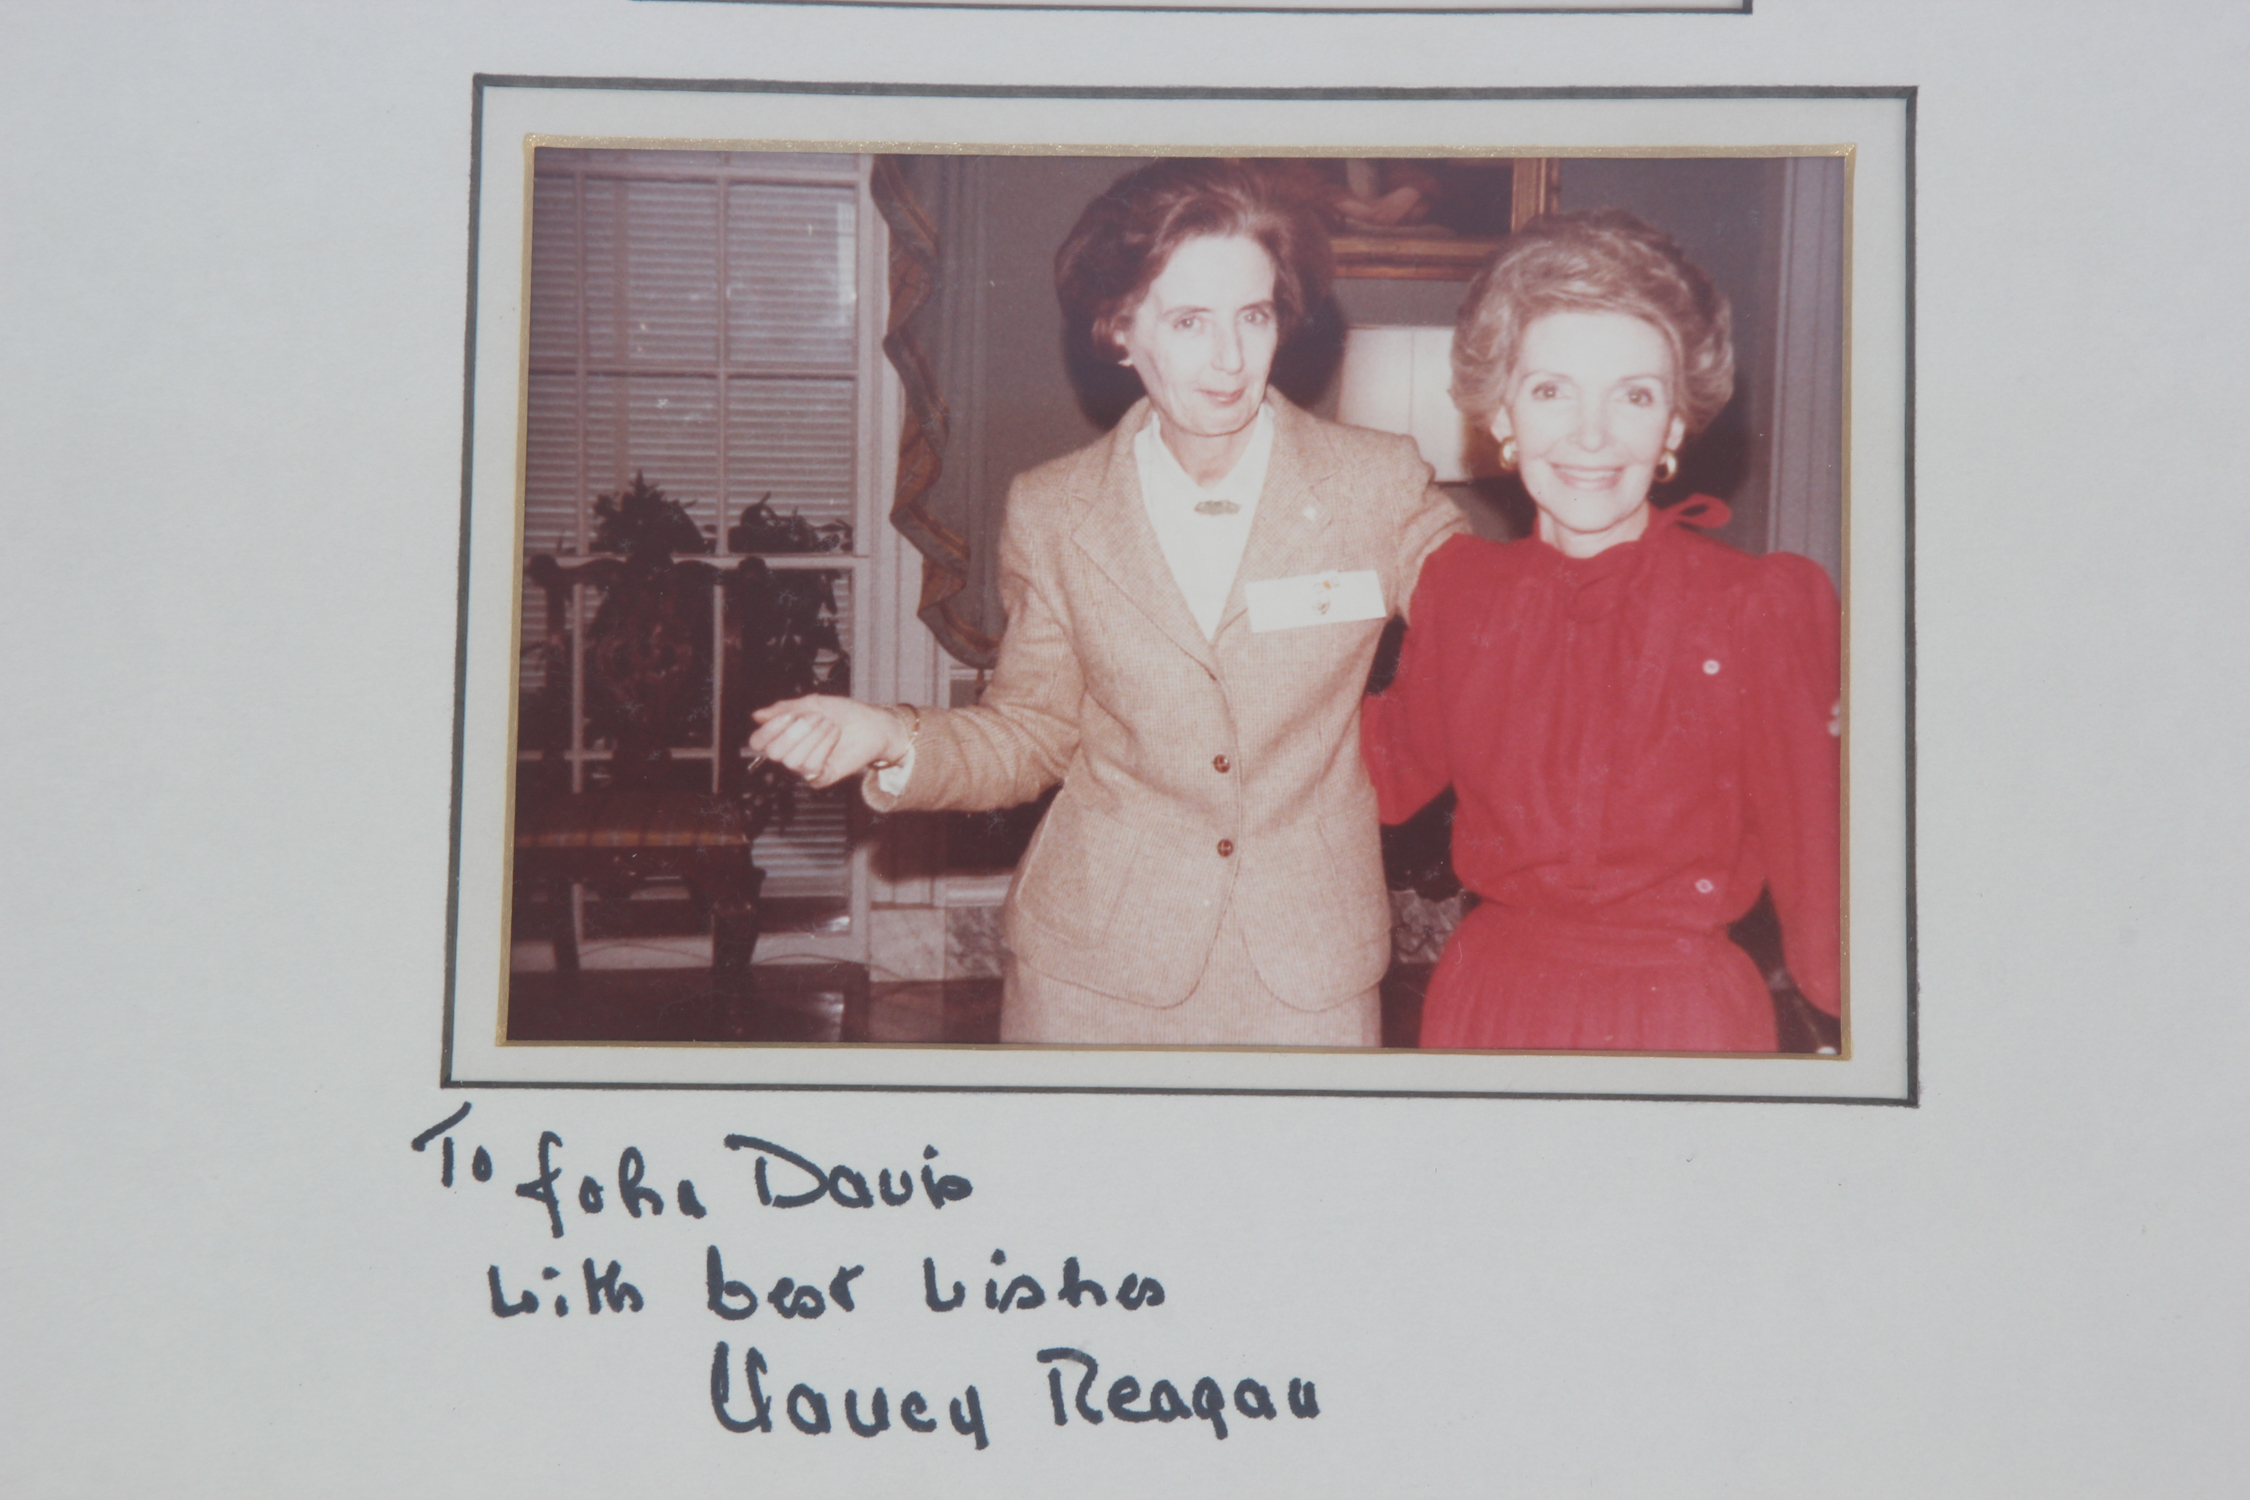 To John Davis
with best wishes
Nancy Reagan